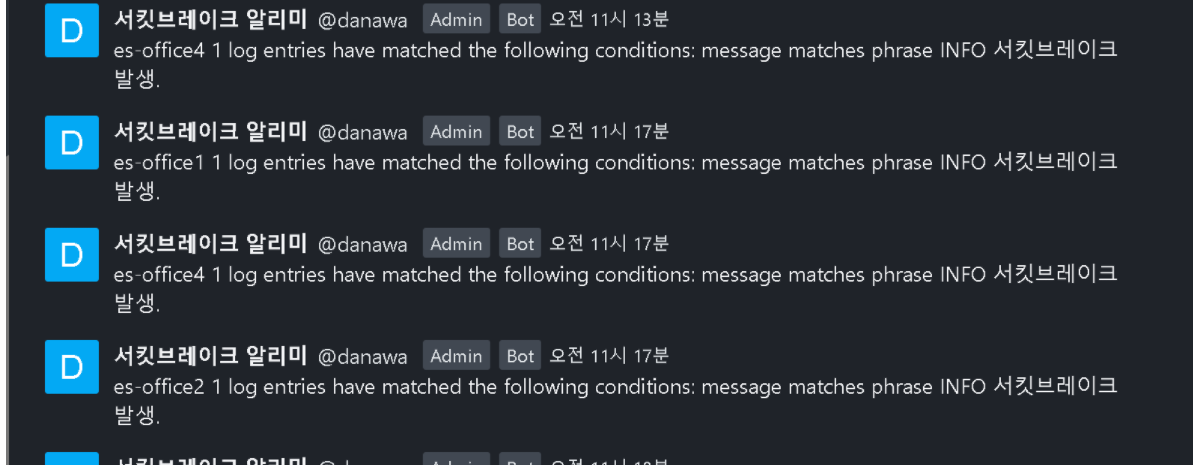 D 서킷브레이크 알리미 @danawa Admin Bot 오전 11시 13분
es-office4 1 log entries have matched the following conditions: message matches phrase INFO 서킷브레이크
발생.
D 서킷브레이크 알리미 @danawa Admin Bot 오전 11시 17분
es-office1 1 log entries have matched the following conditions: message matches phrase INFO 서킷브레이크
발생.
D 서킷브레이크 알리미 @danawa Admin Bot 오전 11시 17분
es-office4 1 log entries have matched the following conditions: message matches phrase INFO 서킷브레이크
발생.
D 서킷브레이크 알리미 @danawa Admin Bot 오전 11시 17분
es-office2 1 log entries have matched the following conditions: message matches phrase INFO 서킷브레이크
발생.